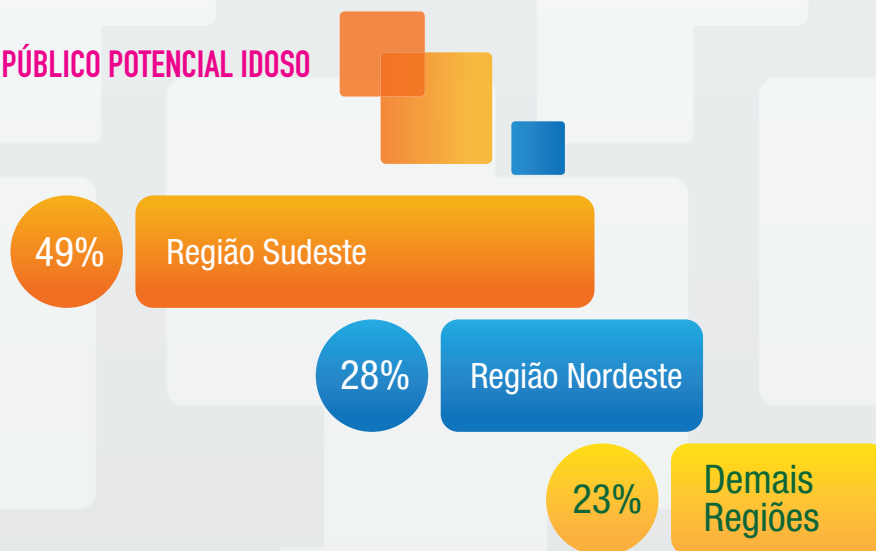 PÚBLICO POTENCIAL IDOSO
49% Região Sudeste
28% Região Nordeste
23% Demais
Regiões